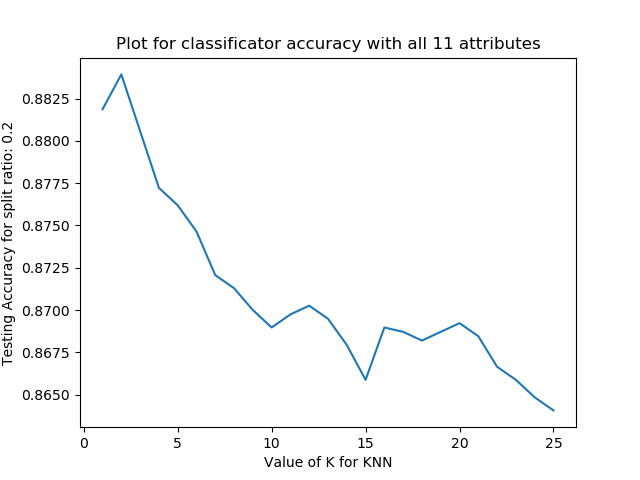 Plot for classificator accuracy with all 11 attributes
Testing Accuracy for split ratio: 0.2
0.8825
0.8800
0.8775
0.8750
0.8725
0.8700
0.8675
0.8650
0 5 10 15 20 25
Value of K for KNN